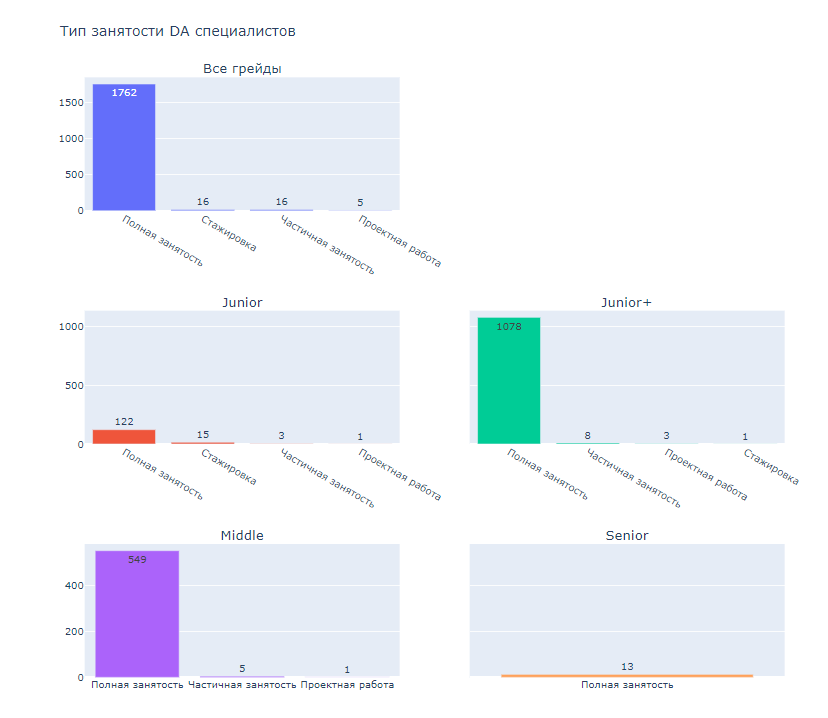 Тип занятости DA специалистов
Все грейды
1762
16
16
5
1500
1000
500
0
Полная занятость
Стажировка
Частичная занятость
Проектная работа
Junior
122
15
3
1
1000
500
0
Полная занятость
Стажировка
Частичная занятость
Проектная работа
Junior+
1078
8
3
1
Полная занятость
Частичная занятость
Проектная работа
Стажировка
Middle
549
5
1
400
200
0
Полная занятость Частичная занятость Проектная работа
Senior
13
Полная занятость